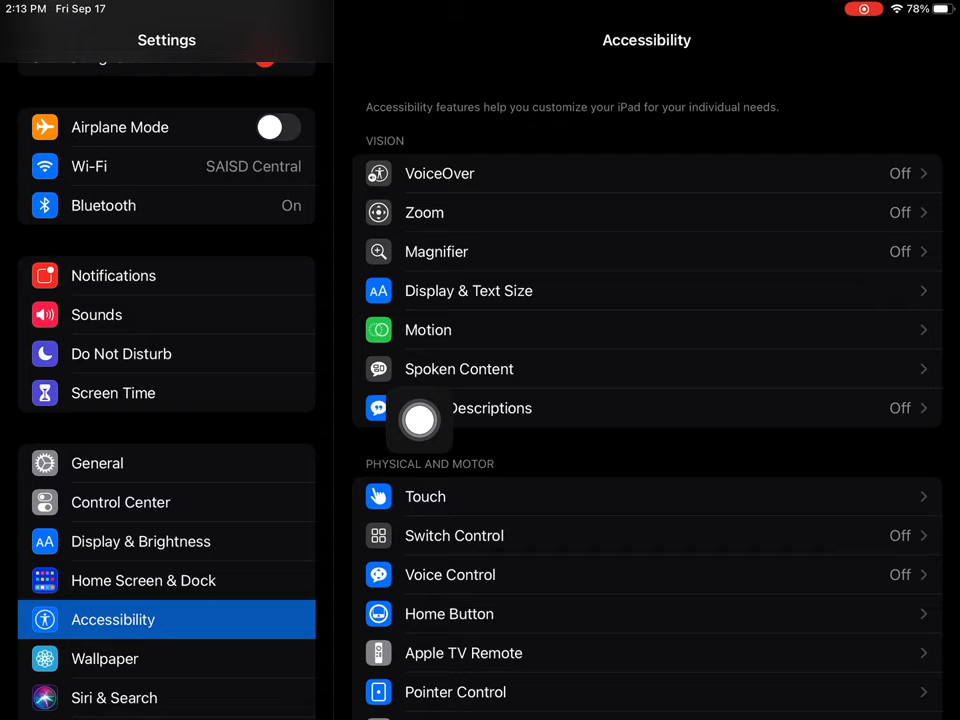 2:13 PM Fri Sep 17
78%
Settings
Airplane Mode
Wi-Fi SAISD Central
Bluetooth On
Notifications
Sounds
Do Not Disturb
Screen Time
General
Control Center
AA Display & Brightness
Home Screen & Dock
Accessibility
Wallpaper
Siri & Search
Accessibility
Accessibility features help you customize your iPad for your individual needs.
VISION
VoiceOver Off
Zoom Off
Magnifier Off
AA Display & Text Size
Motion
Spoken Content
Descriptions Off
PHYSICAL AND MOTOR
Touch
Switch Control Off
Voice Control Off
Home Button
Apple TV Remote
Pointer Control